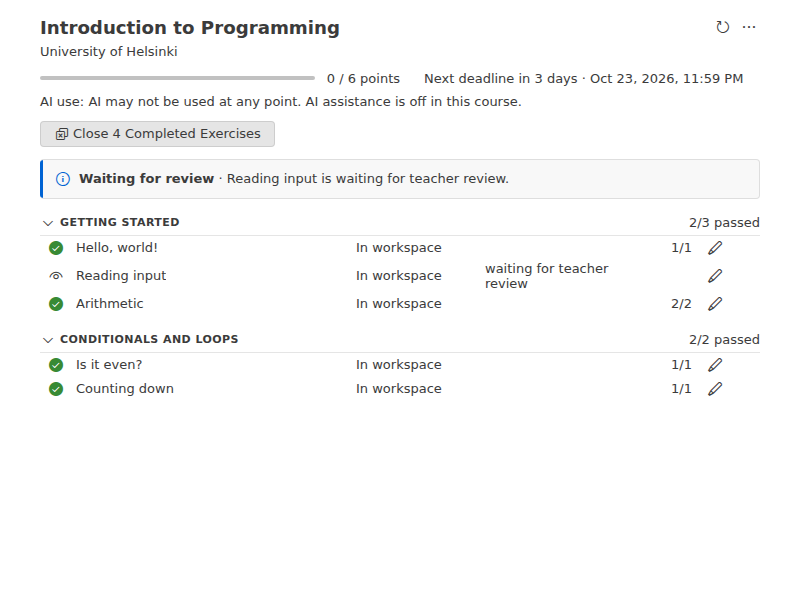 Introduction to Programming
University of Helsinki
0 / 6 points Next deadline in 3 days · Oct 23, 2026, 11:59 PM
AI use: AI may not be used at any point. AI assistance is off in this course.
Close 4 Completed Exercises
Waiting for review · Reading input is waiting for teacher review.
GETTING STARTED 2/3 passed
Hello, world! In workspace 1/1
Reading input In workspace waiting for teacher
review
Arithmetic In workspace 2/2
CONDITIONALS AND LOOPS 2/2 passed
Is it even? In workspace 1/1
Counting down In workspace 1/1